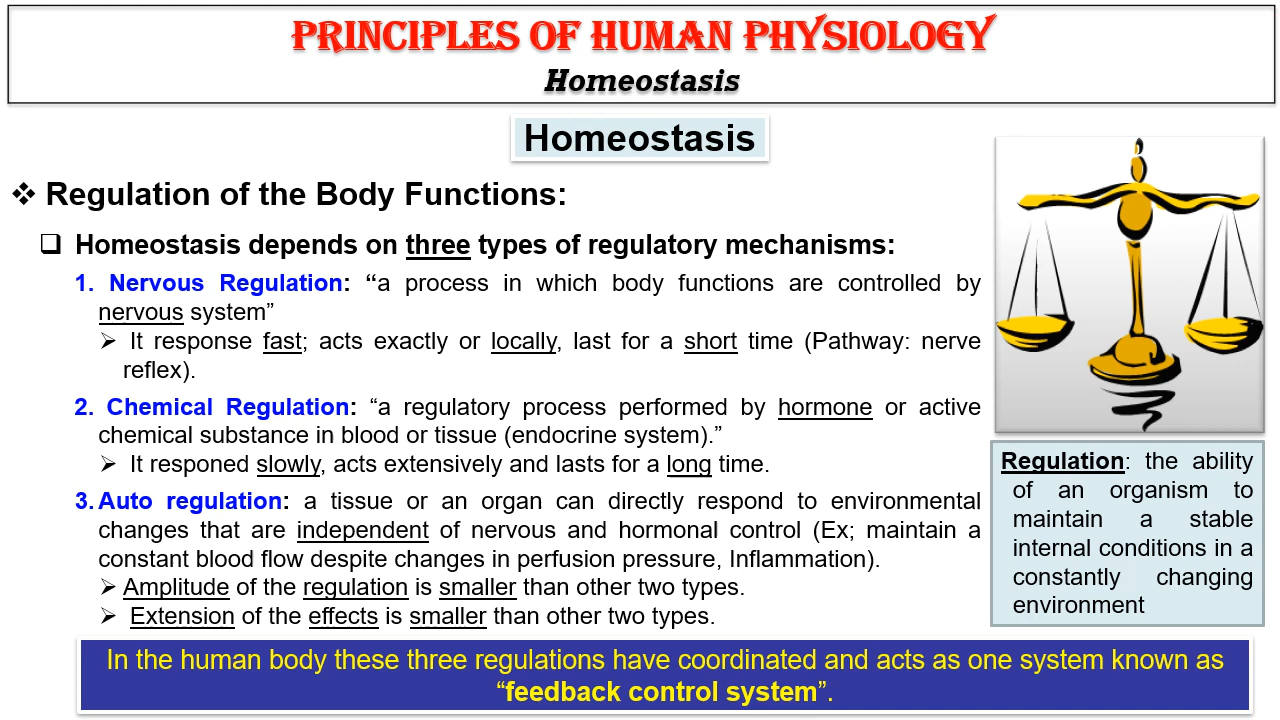 PRINCIPLES OF HUMAN PHYSIOLOGY
Homeostasis
Homeostasis
❖ Regulation of the Body Functions:
❑ Homeostasis depends on three types of regulatory mechanisms:
1. Nervous Regulation: “a process in which body functions are controlled by
nervous system”
➢ It response fast; acts exactly or locally, last for a short time (Pathway: nerve
reflex).
2. Chemical Regulation: “a regulatory process performed by hormone or active
chemical substance in blood or tissue (endocrine system).”
➢ It responed slowly, acts extensively and lasts for a long time.
3. Auto regulation: a tissue or an organ can directly respond to environmental
changes that are independent of nervous and hormonal control (Ex; maintain a
constant blood flow despite changes in perfusion pressure, Inflammation).
➢ Amplitude of the regulation is smaller than other two types.
➢ Extension of the effects is smaller than other two types.
Regulation: the ability
of an organism to
maintain a stable
internal conditions in a
constantly changing
environment
In the human body these three regulations have coordinated and acts as one system known as
“feedback control system”.